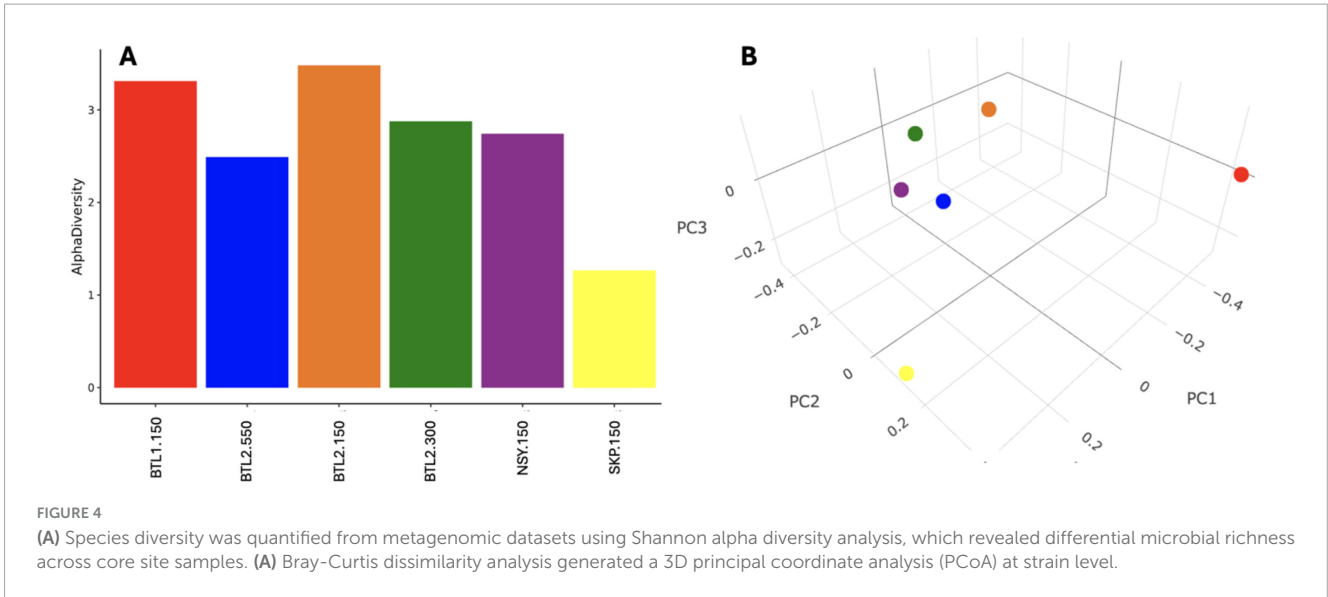 A
B
3
2
1
0
AlphaDiversity
BTL1.150
BTL2.550
BTL2.150
BTL2.300
NSY.150
SKP.150
0
PC3
−0.2
−0.4
−0.2
0
PC2
0.2
−0.4
−0.2
0
PC1
0.2
FIGURE 4
(A) Species diversity was quantified from metagenomic datasets using Shannon alpha diversity analysis, which revealed differential microbial richness
across core site samples. (A) Bray-Curtis dissimilarity analysis generated a 3D principal coordinate analysis (PCoA) at strain level.